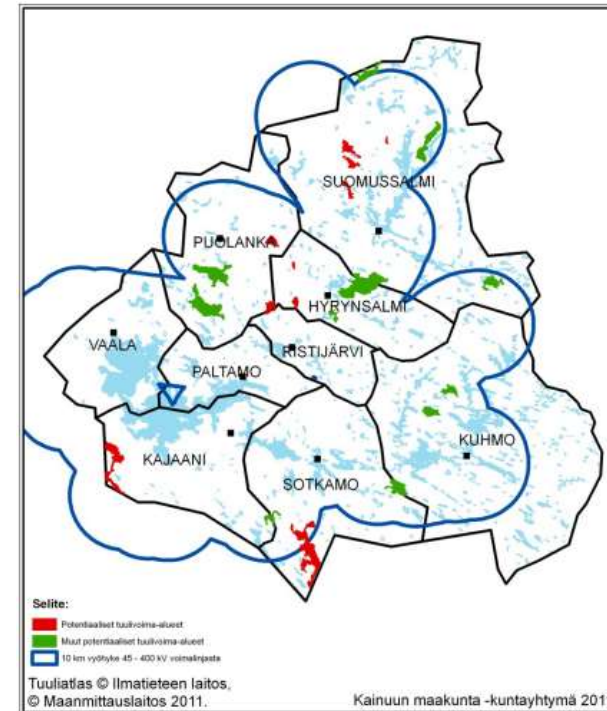 SUOMUSSALMI
PUOLANKA
HYRYNSALMI
VAALA
RISTIJÄRVI
PALTAMO
KUHMO
KAJAANI
SOTKAMO
Selite:
Potentiaaliset tuulivoima-alueet
Muut potentiaaliset tuulivoima-alueet
10 km vyöhyke 45 - 400 kV voimalinjasta
Tuuliatlas © Ilmatieteen laitos,
© Maanmittauslaitos 2011.
Kainuun maakunta -kuntayhtymä 201